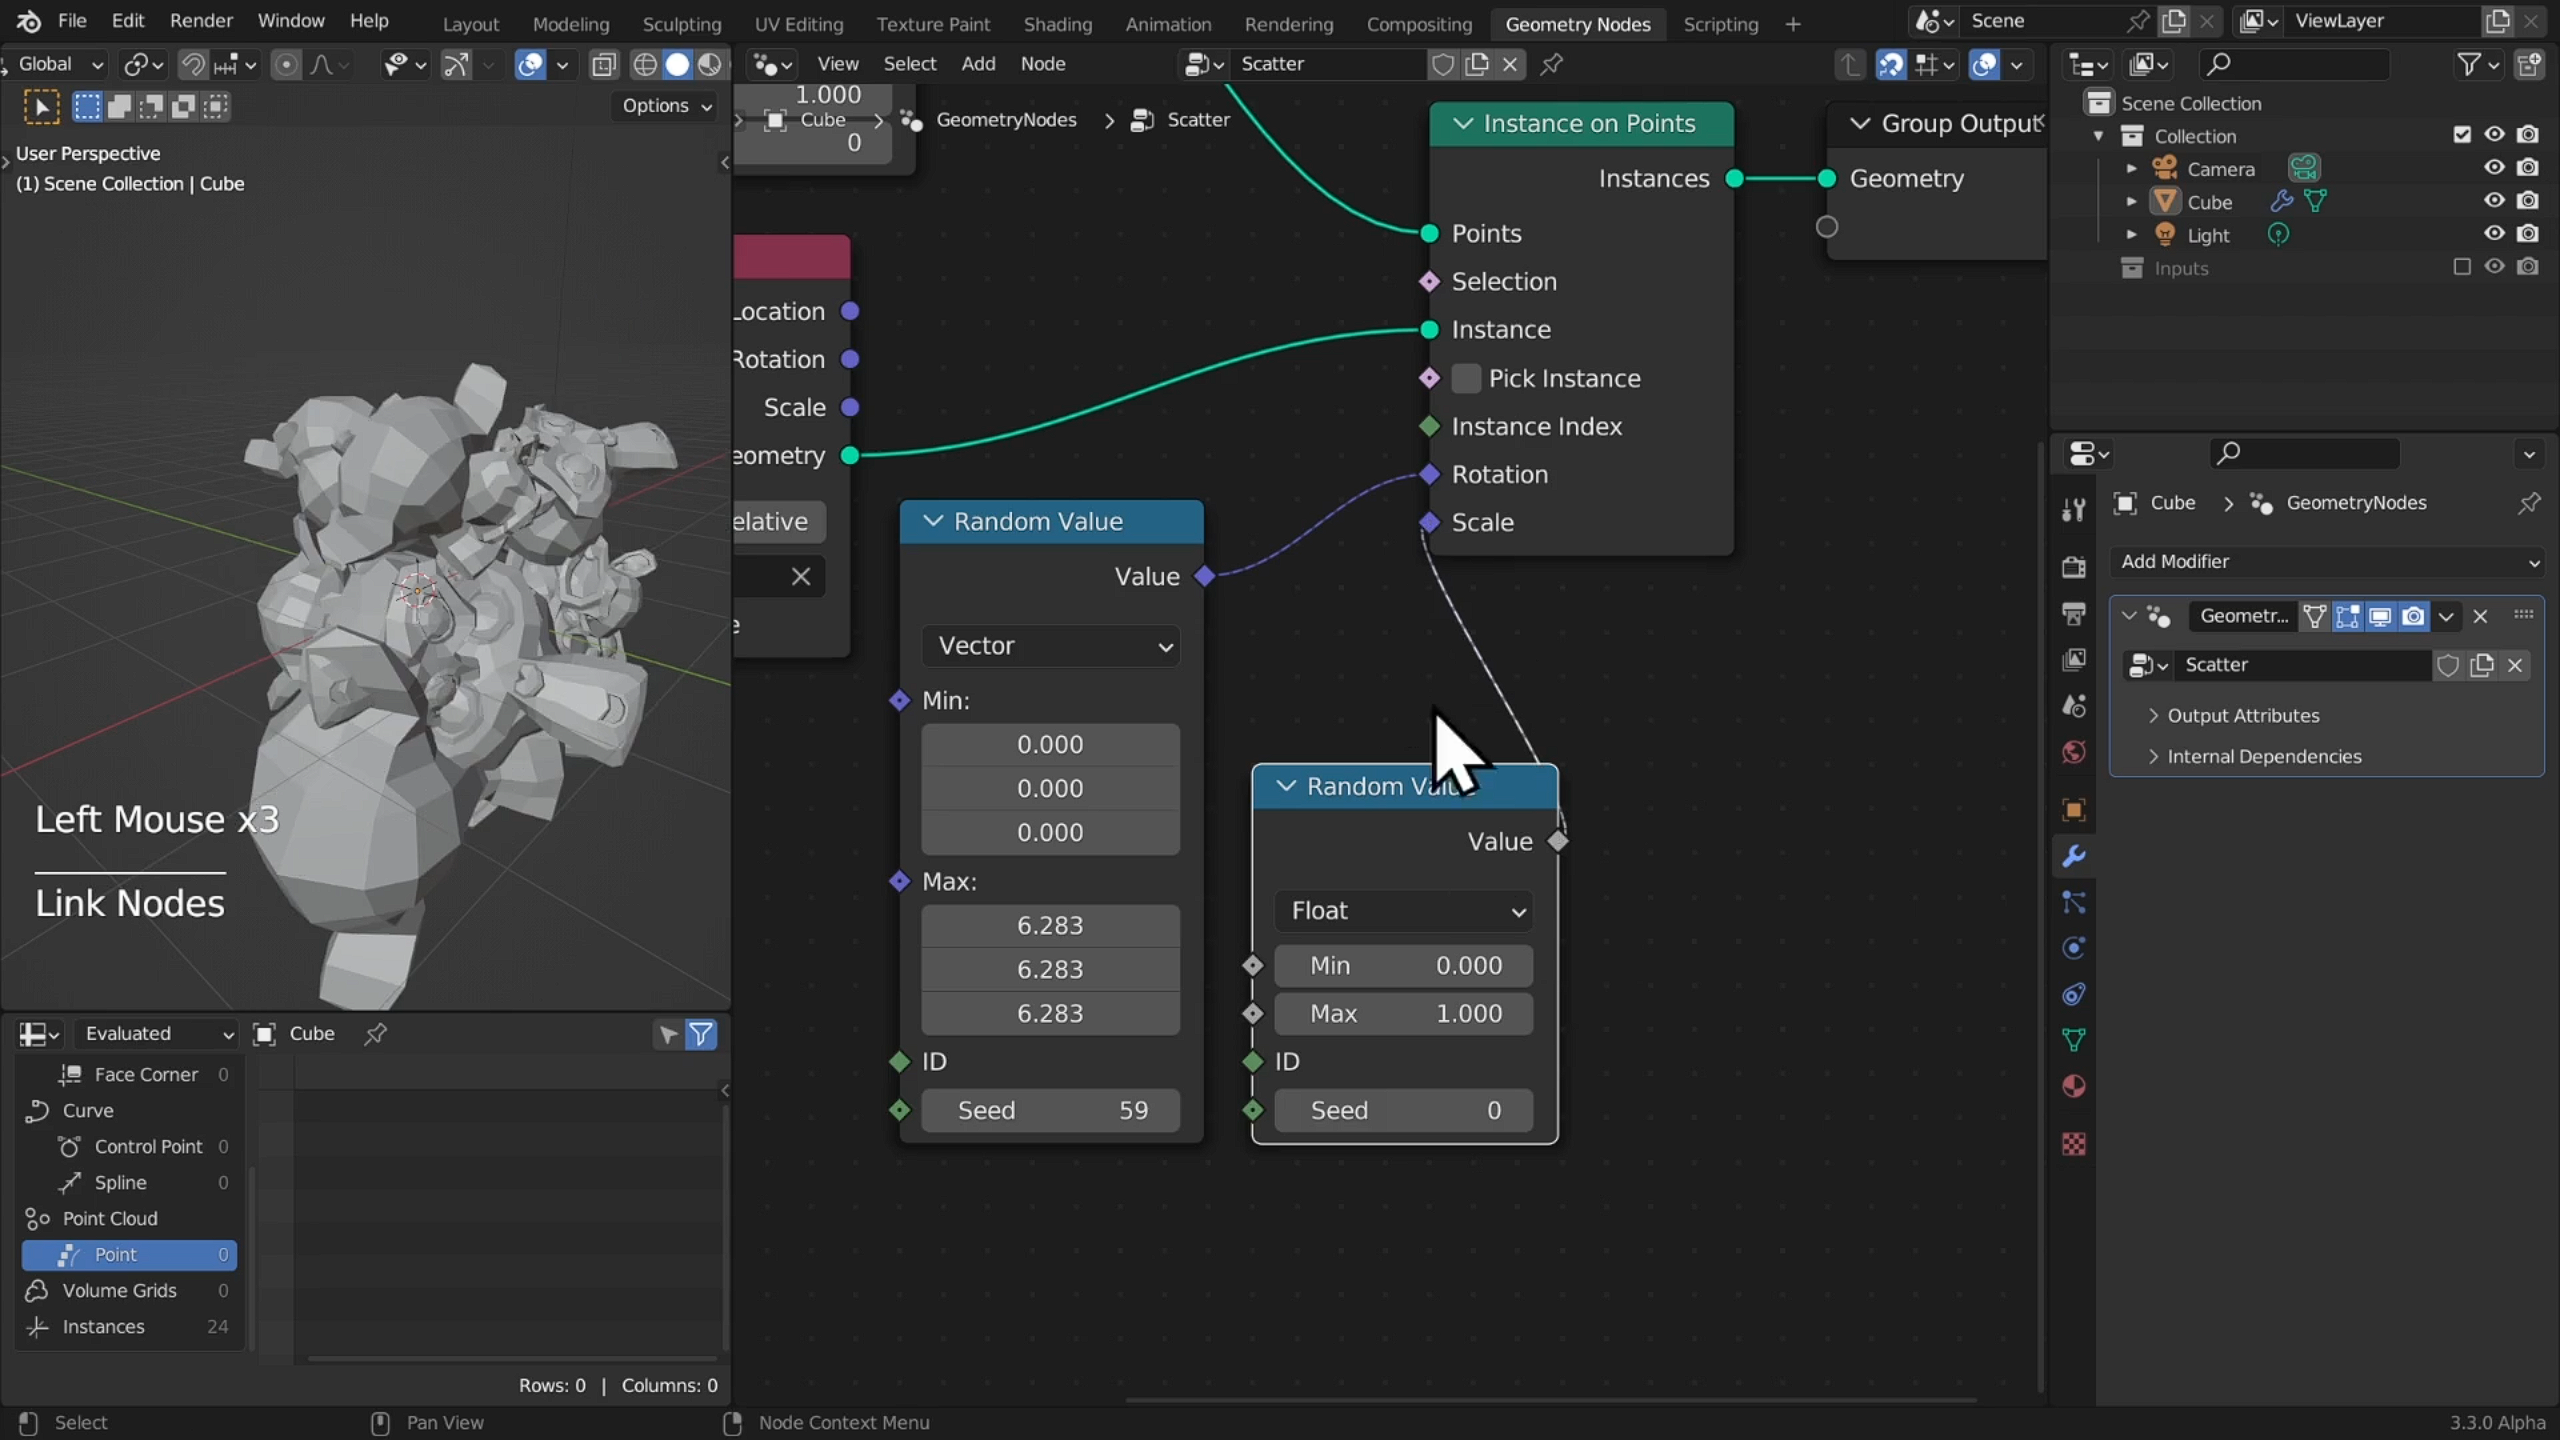 File Edit Render Window Help Layout Modeling Sculpting UV Editing Texture Paint Shading Animation Rendering Compositing Geometry Nodes Scripting + Scene ViewLayer
Global View Select Add Node Scatter
Options
User Perspective
(1) Scene Collection | Cube
Left Mouse x3
Link Nodes
1.000
0
Cube > GeometryNodes > Scatter
Location
Rotation
Scale
eometry
elative
e
Random Value
Value
Vector
Min:
0.000
0.000
0.000
Max:
6.283
6.283
6.283
ID
Seed 59
Random Value
Value
Float
Min 0.000
Max 1.000
ID
Seed 0
Instance on Points
Instances
Points
Selection
Instance
Pick Instance
Instance Index
Rotation
Scale
Group Output
Geometry
Scene Collection
Collection
Camera
Cube
Light
Inputs
Cube > GeometryNodes
Add Modifier
Geometr...
Scatter
Output Attributes
Internal Dependencies
Evaluated Cube
Face Corner 0
Curve
Control Point 0
Spline 0
Point Cloud
Point 0
Volume Grids 0
Instances 24
Rows: 0 | Columns: 0
Select Pan View Node Context Menu 3.3.0 Alpha